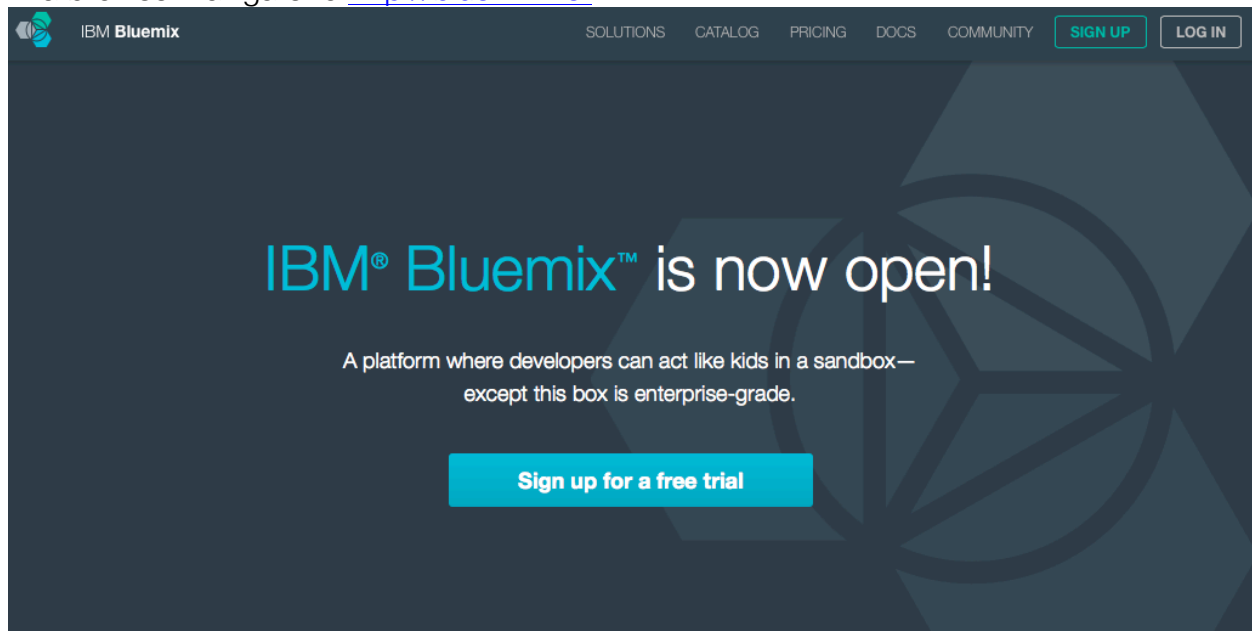 IBM Bluemix
SOLUTIONS CATALOG PRICING DOCS COMMUNITY SIGN UP LOG IN
IBM® Bluemix™ is now open!
A platform where developers can act like kids in a sandbox—
except this box is enterprise-grade.
Sign up for a free trial